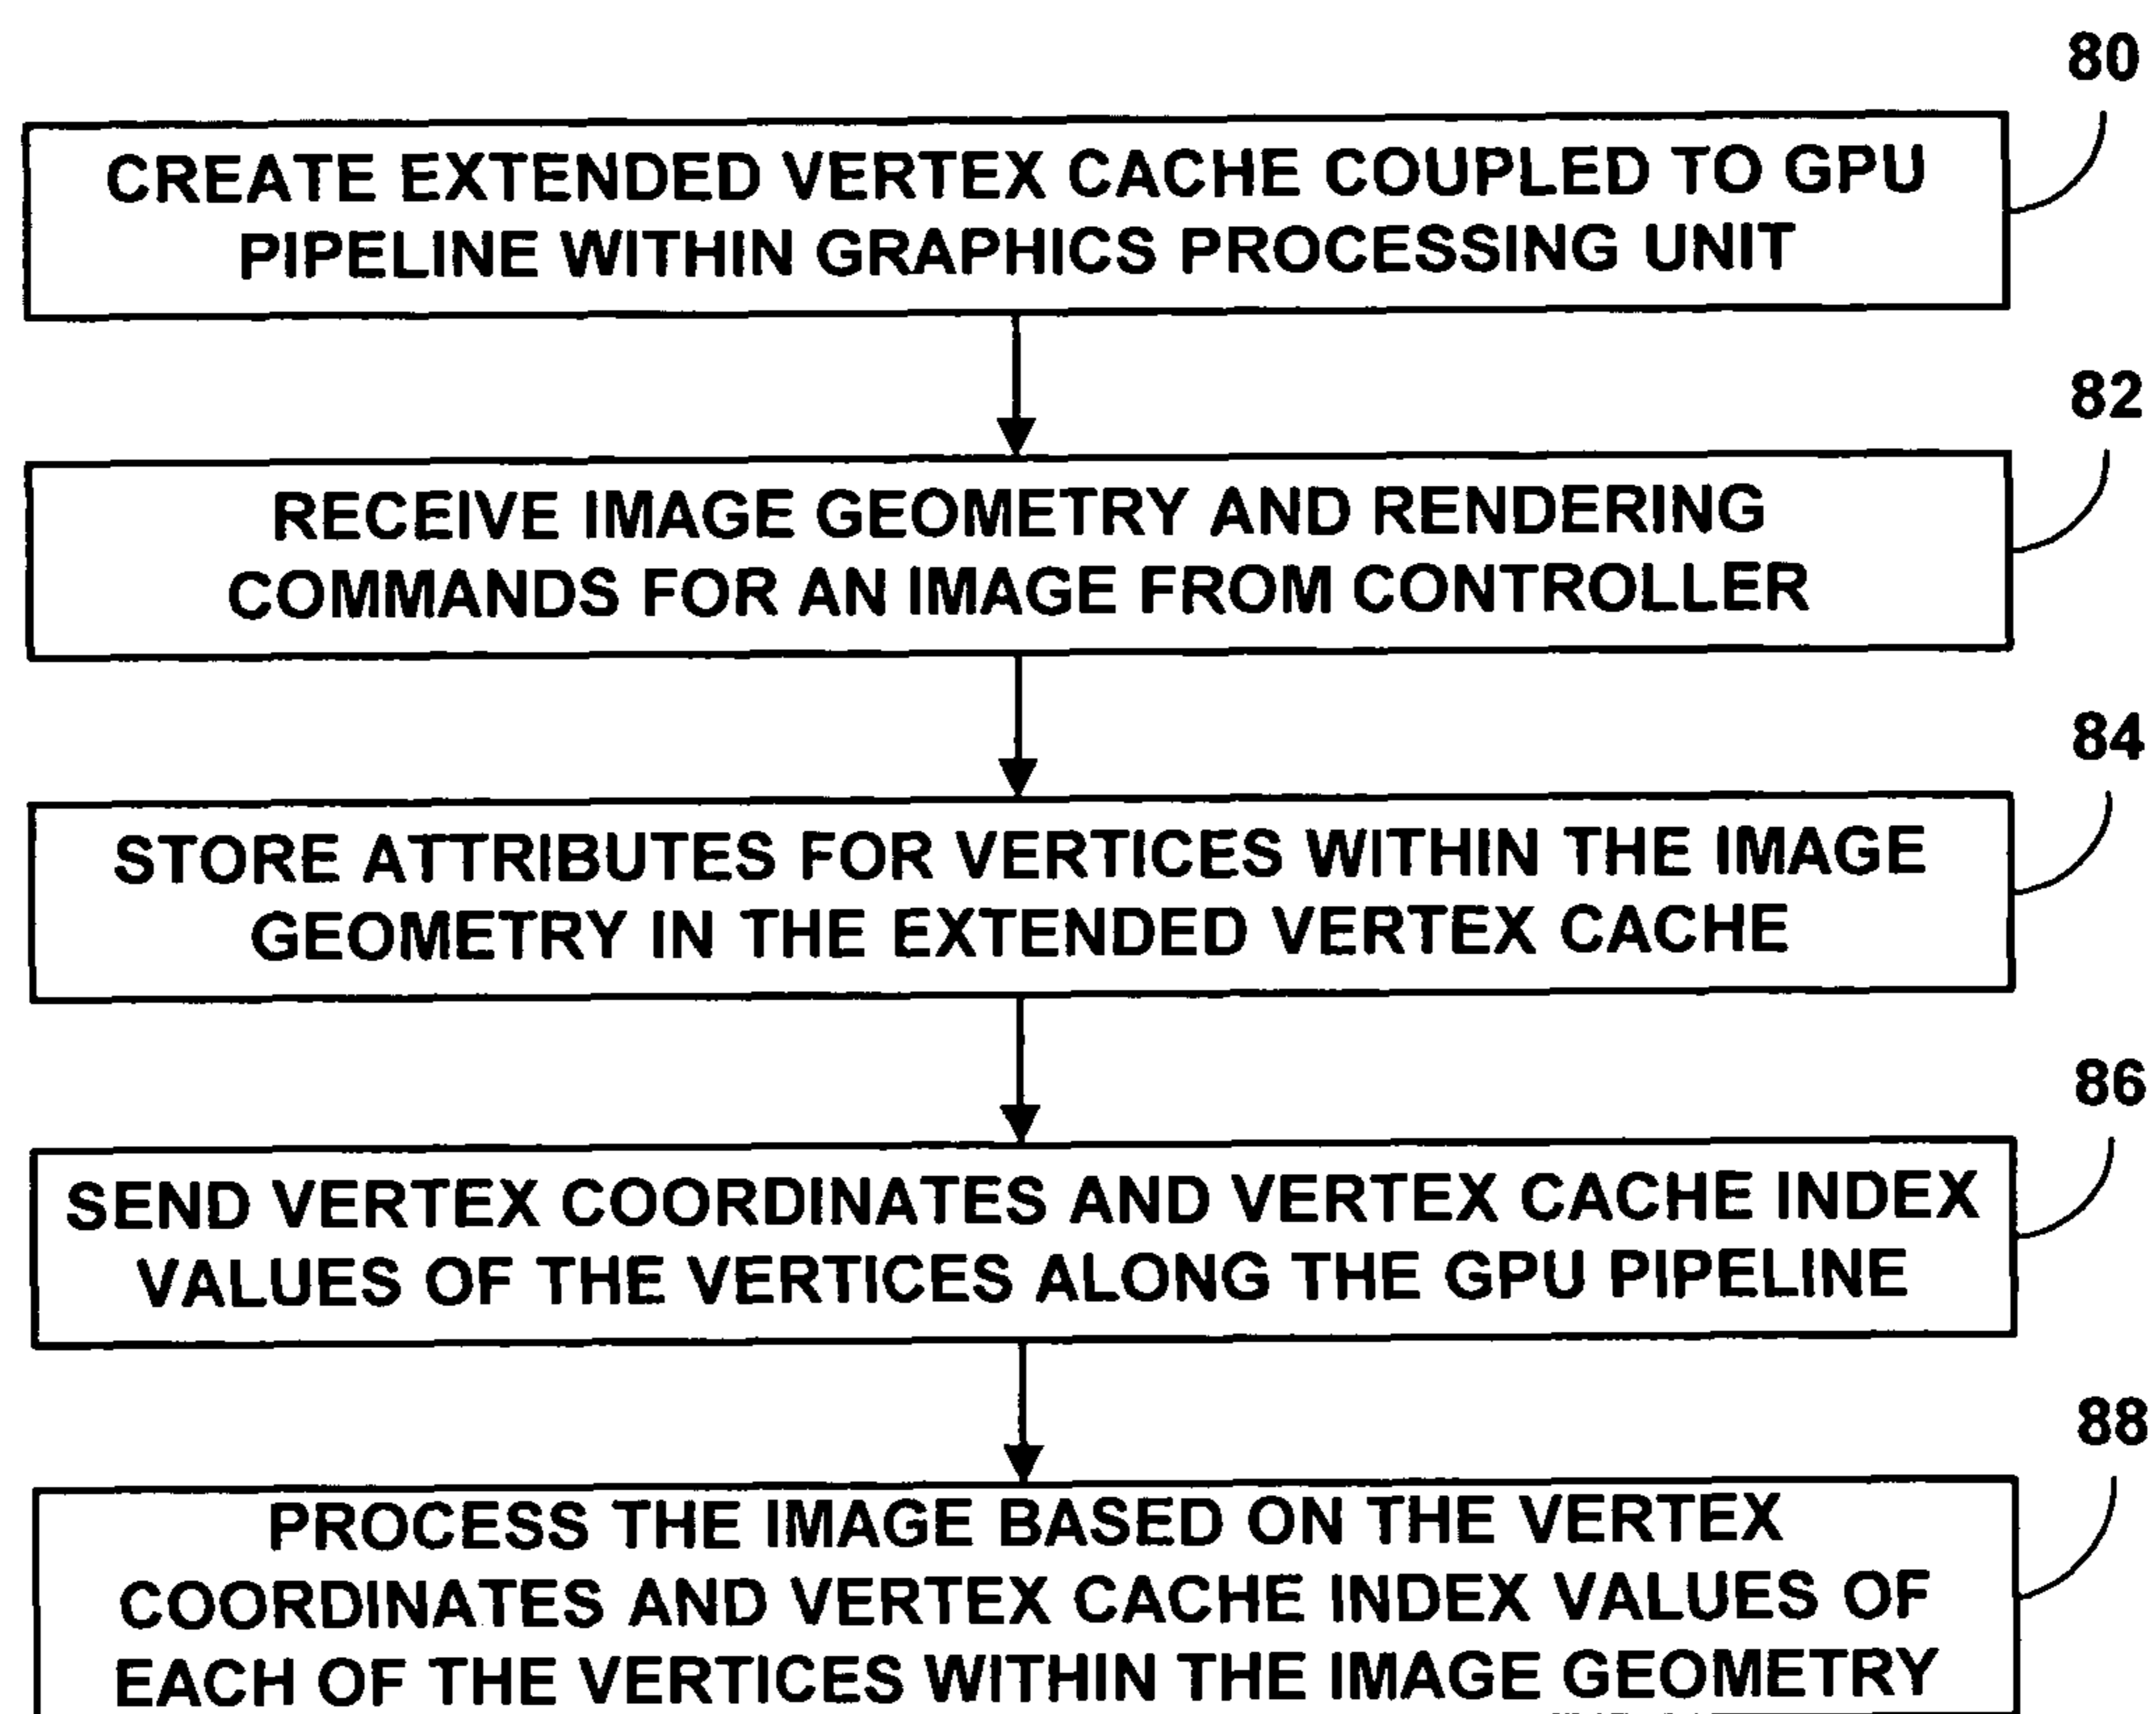 80
CREATE EXTENDED VERTEX CACHE COUPLED TO GPU
PIPELINE WITHIN GRAPHICS PROCESSING UNIT
82
RECEIVE IMAGE GEOMETRY AND RENDERING
COMMANDS FOR AN IMAGE FROM CONTROLLER
84
STORE ATTRIBUTES FOR VERTICES WITHIN THE IMAGE
GEOMETRY IN THE EXTENDED VERTEX CACHE
86
SEND VERTEX COORDINATES AND VERTEX CACHE INDEX
VALUES OF THE VERTICES ALONG THE GPU PIPELINE
88
PROCESS THE IMAGE BASED ON THE VERTEX
COORDINATES AND VERTEX CACHE INDEX VALUES OF
EACH OF THE VERTICES WITHIN THE IMAGE GEOMETRY